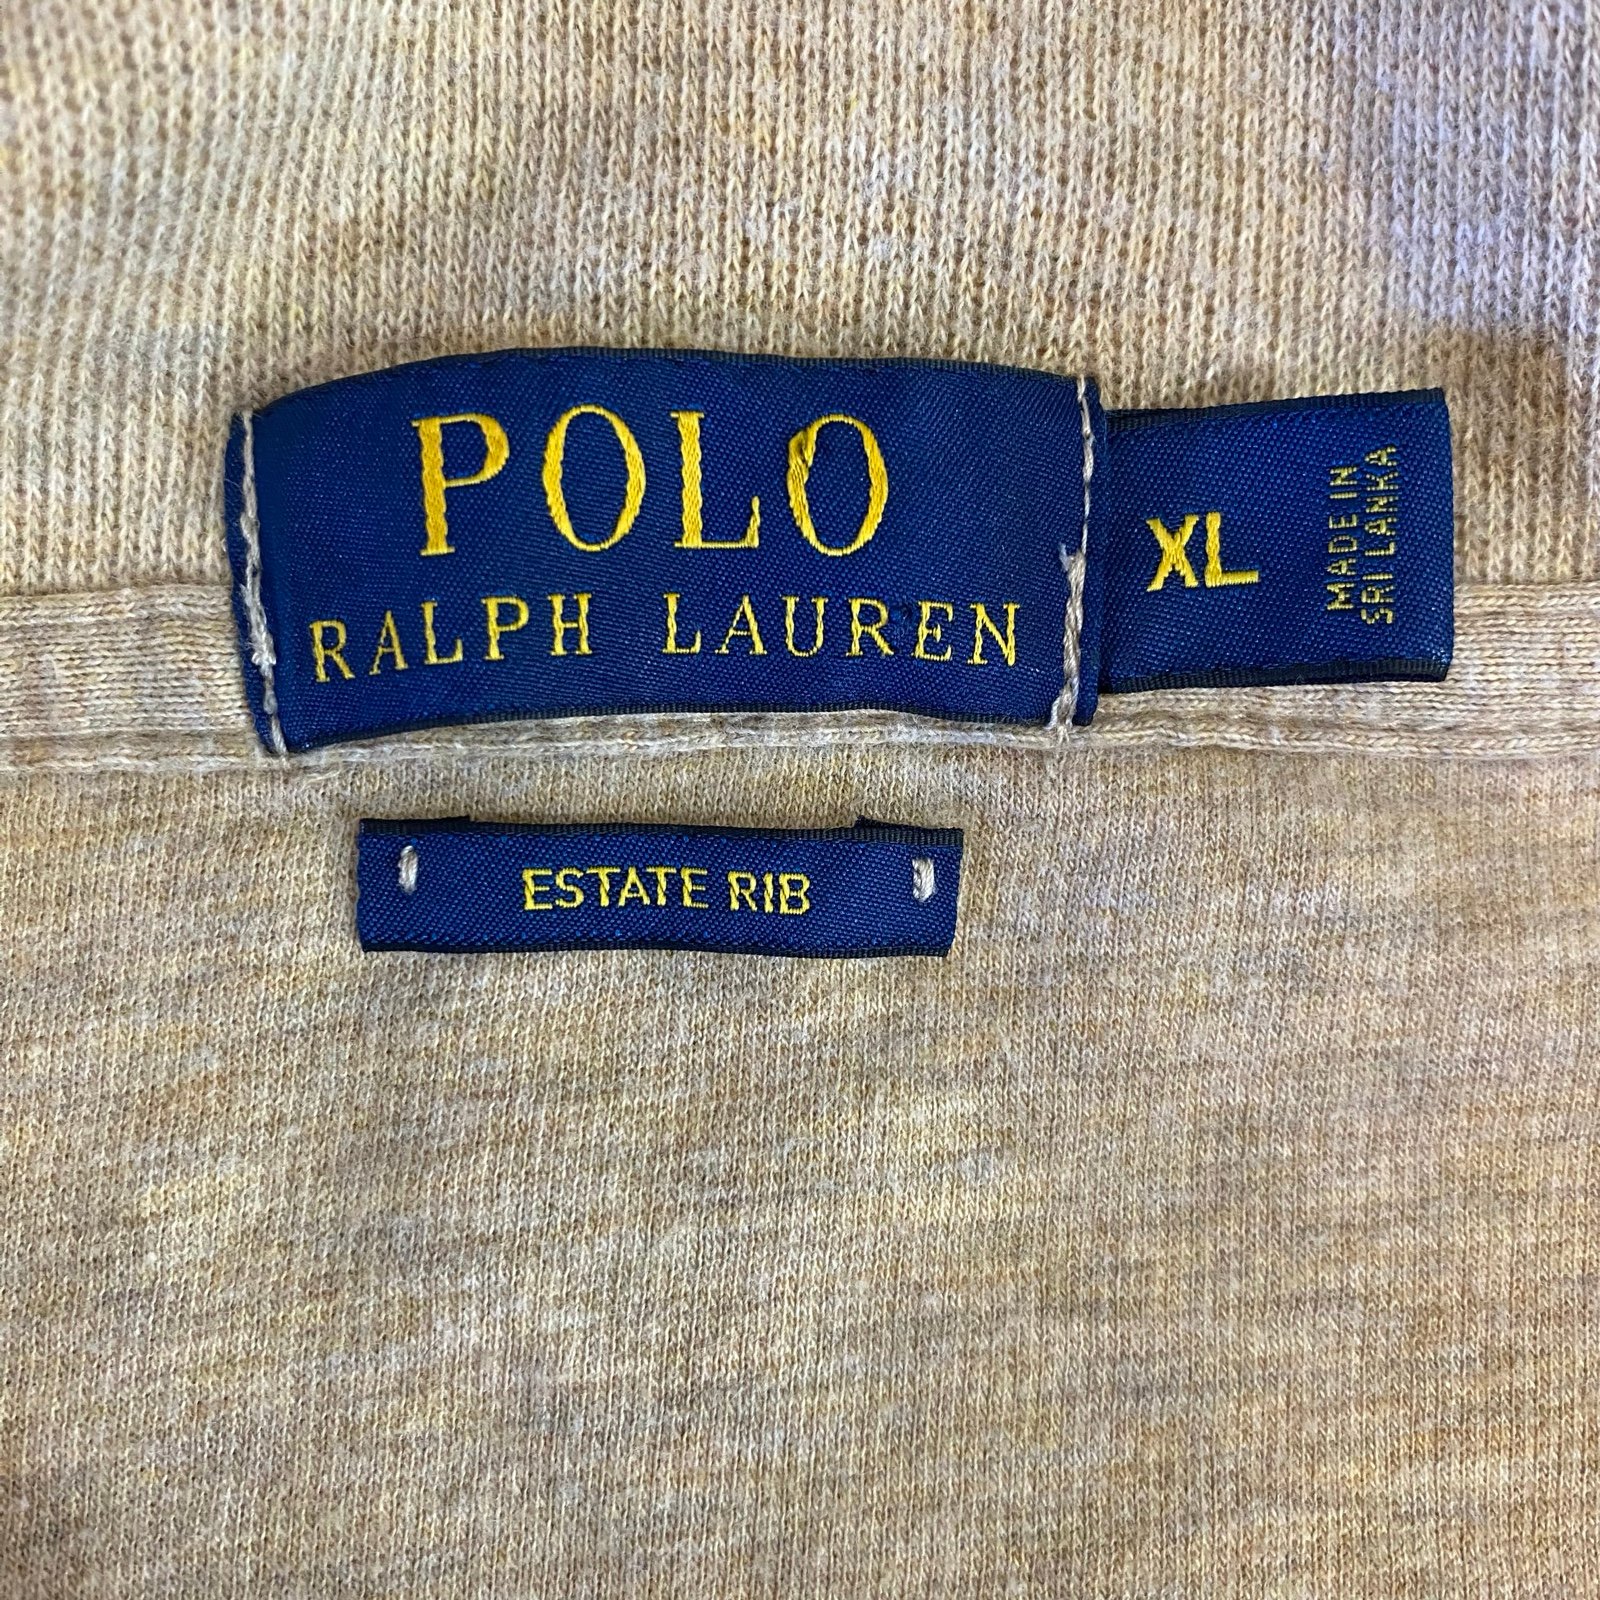 POLO
RALPH LAUREN
XL
MADE IN
SRI LANKA
ESTATE RIB